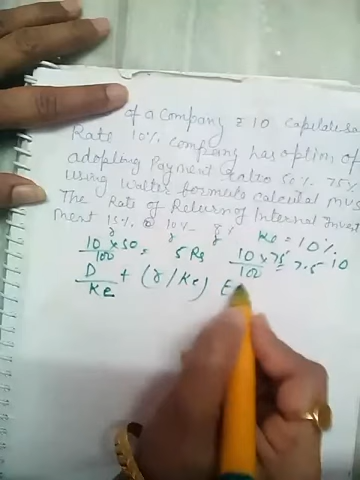 of a Company ₹ 10 Capitalisa
Rate 10% Company has option of
adopting Payment Ratio 50% 75%
using Walter formula calculat
The Rate of Return of Internal Invest
ment 15% 10% 8%
r r r Ke = 10%
10 × 50 / 100 = 5 Rs 10 × 75 / 100 = 7.5 10
D / Ke + (r / Ke) E